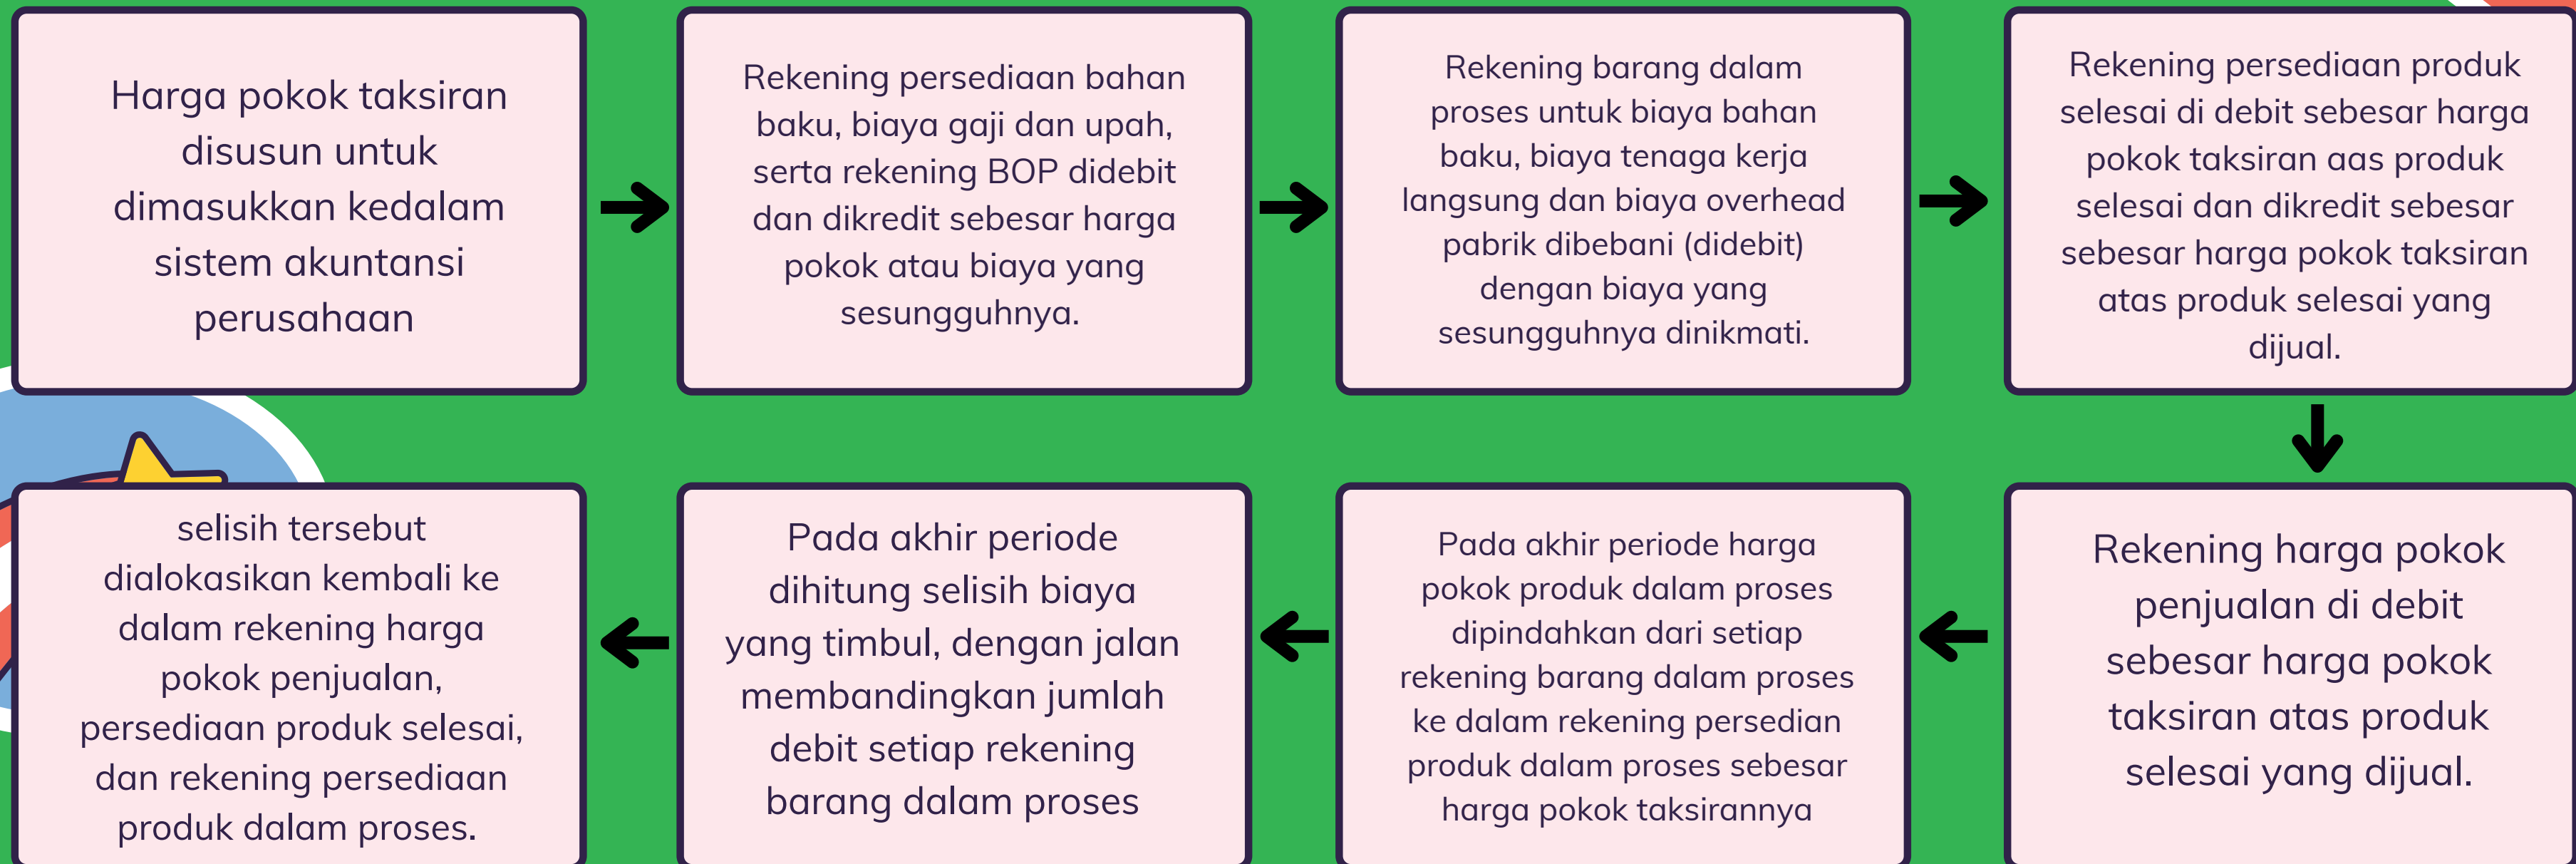 Harga pokok taksiran
disusun untuk
dimasukkan kedalam
sistem akuntansi
perusahaan
Rekening persediaan bahan
baku, biaya gaji dan upah,
serta rekening BOP didebit
dan dikredit sebesar harga
pokok atau biaya yang
sesungguhnya.
Rekening barang dalam
proses untuk biaya bahan
baku, biaya tenaga kerja
langsung dan biaya overhead
pabrik dibebani (didebit)
dengan biaya yang
sesungguhnya dinikmati.
Rekening persediaan produk
selesai di debit sebesar harga
pokok taksiran aas produk
selesai dan dikredit sebesar
sebesar harga pokok taksiran
atas produk selesai yang
dijual.
Rekening harga pokok
penjualan di debit
sebesar harga pokok
taksiran atas produk
selesai yang dijual.
Pada akhir periode harga
pokok produk dalam proses
dipindahkan dari setiap
rekening barang dalam proses
ke dalam rekening persedian
produk dalam proses sebesar
harga pokok taksirannya
Pada akhir periode
dihitung selisih biaya
yang timbul, dengan jalan
membandingkan jumlah
debit setiap rekening
barang dalam proses
selisih tersebut
dialokasikan kembali ke
dalam rekening harga
pokok penjualan,
persediaan produk selesai,
dan rekening persediaan
produk dalam proses.